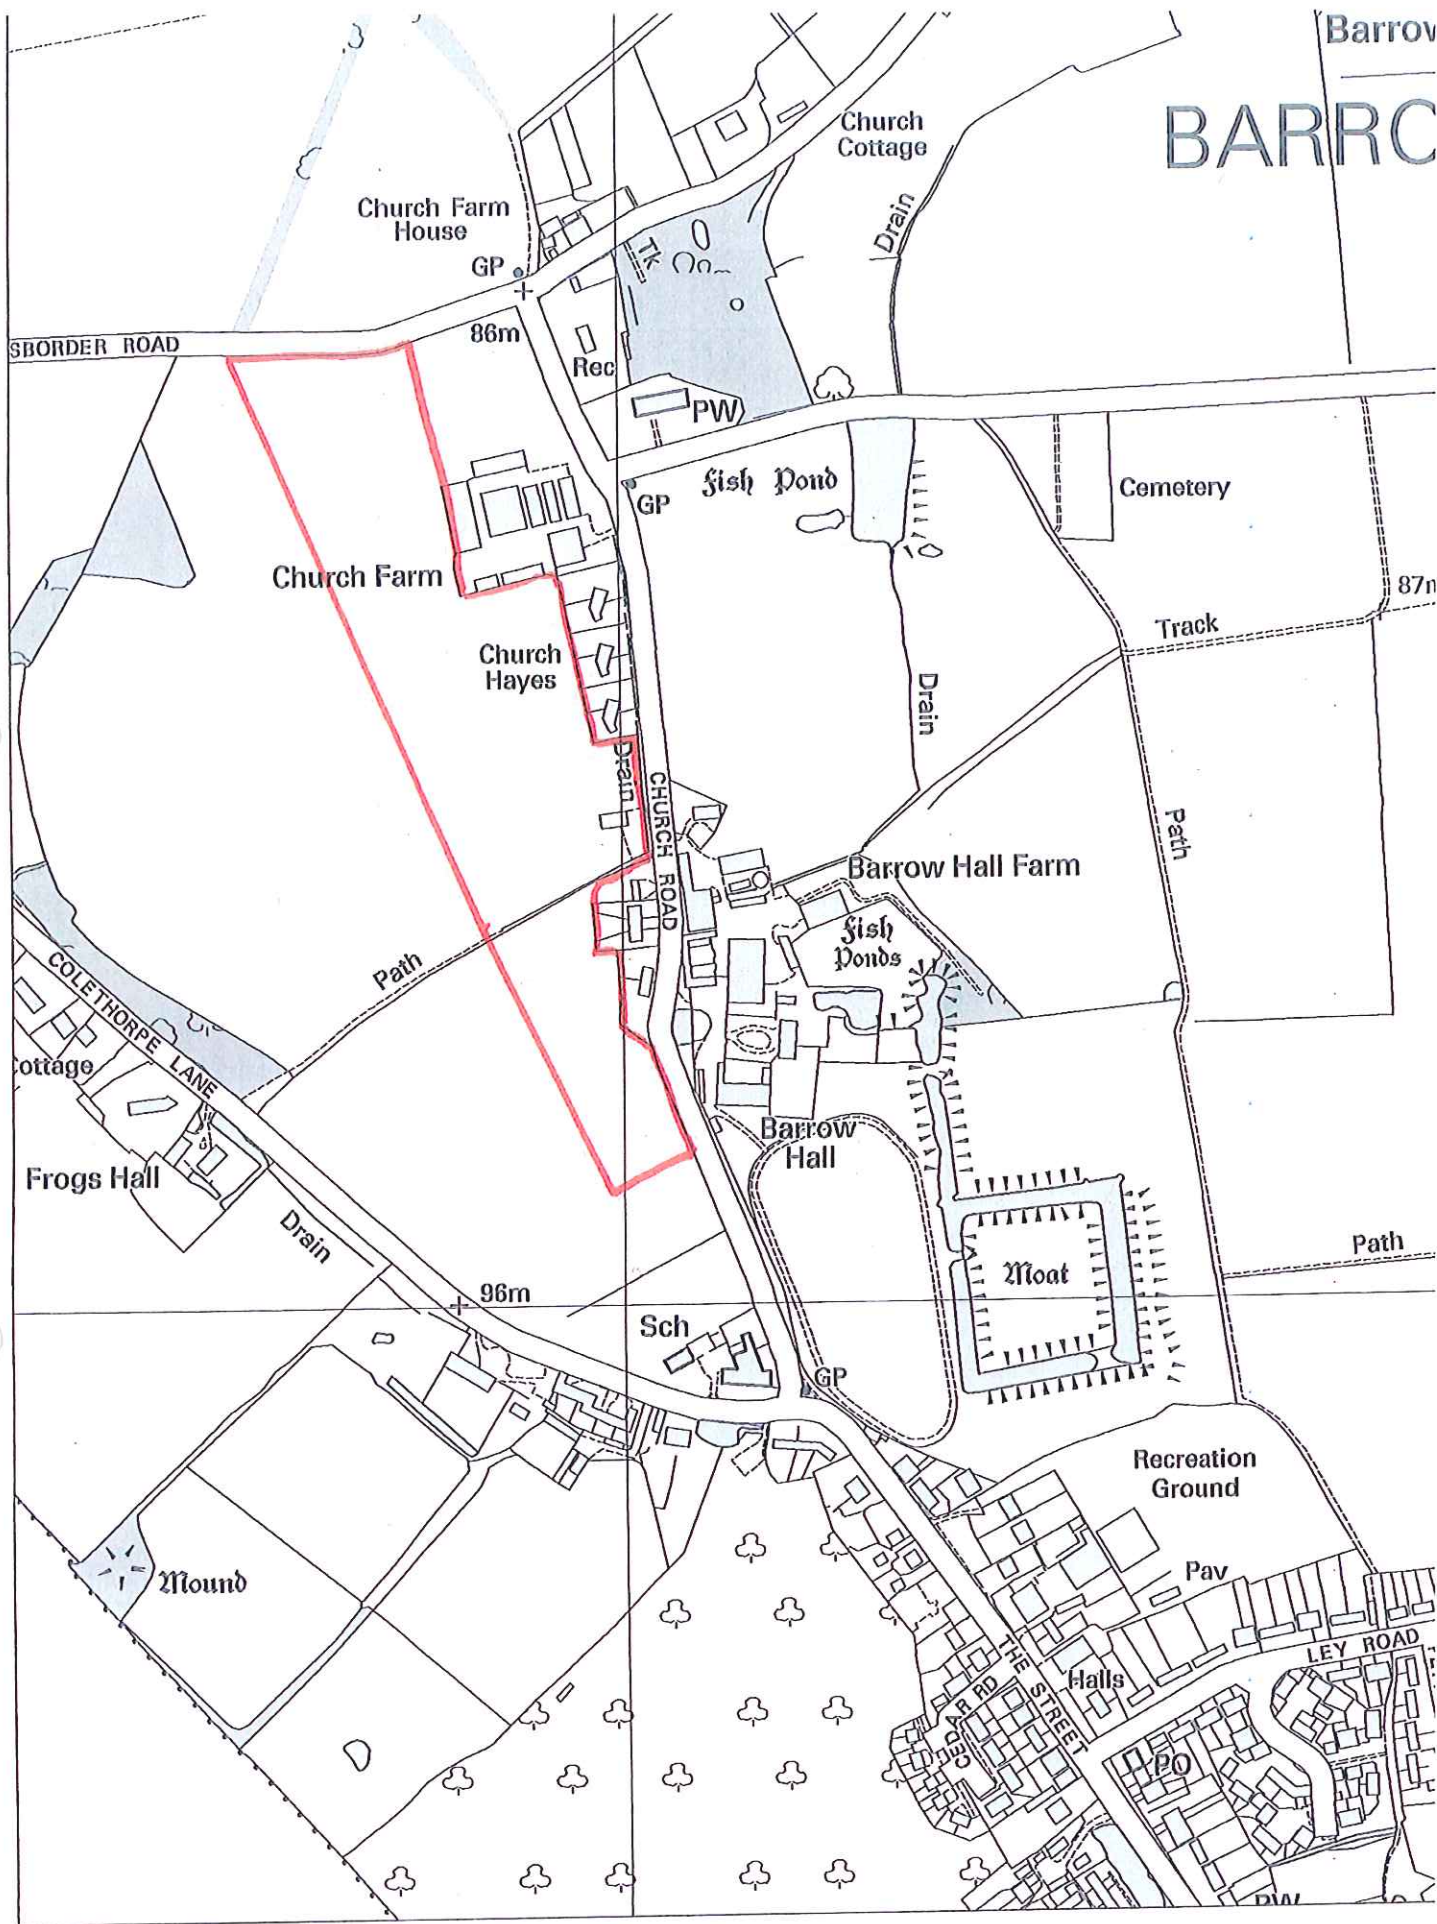 Barrow
BARRO
Church
Cottage
Church Farm
House
Drain
Tk
GP
86m
SBORDER ROAD
Rec
PW
Fish Pond
GP
Cemetery
Church Farm
87m
Track
Church
Hayes
Drain
Drain
CHURCH ROAD
Path
Barrow Hall Farm
Fish
Ponds
Path
COLETHORPE LANE
ottage
Barrow
Hall
Frogs Hall
Drain
Path
Moat
96m
Sch
GP
Recreation
Ground
Pav
Mound
THE STREET
LEY ROAD
Halls
CEDAR RD
PO
PW